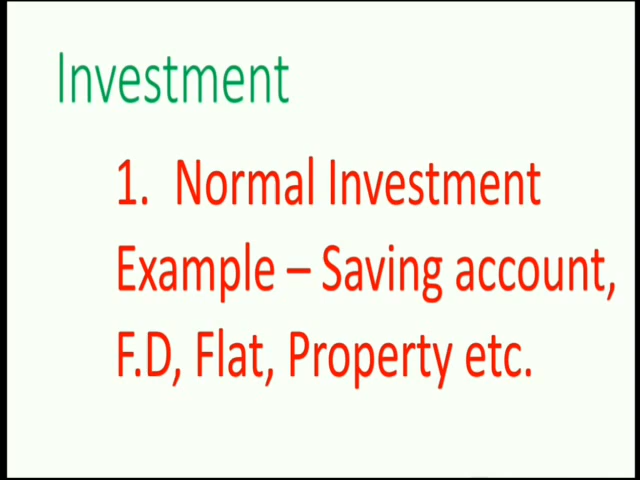 Investment
1. Normal Investment
Example – Saving account,
F.D, Flat, Property etc.